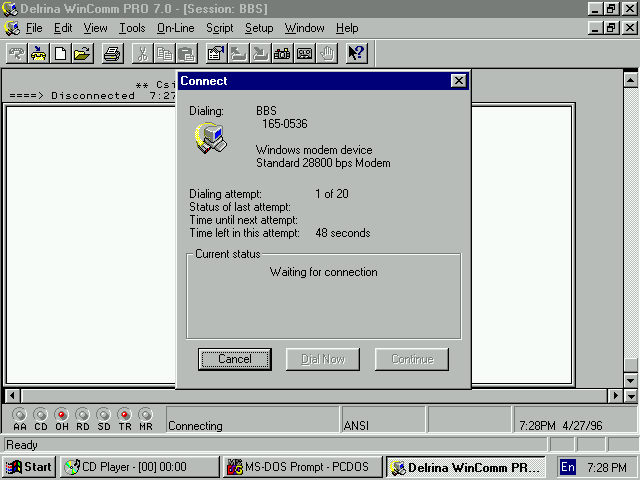 Delrina WinComm PRO 7.0 - [Session: BBS]
File Edit View Tools On-Line Script Setup Window Help
** Csi
====> Disconnected 7:27
Connect
Dialing: BBS
165-0536
Windows modem device
Standard 28800 bps Modem
Dialing attempt: 1 of 20
Status of last attempt:
Time until next attempt:
Time left in this attempt: 48 seconds
Current status
Waiting for connection
Cancel Dial Now Continue
AA CD OH RD SD TR MR Connecting ANSI 7:28PM 4/27/96
Ready
Start CD Player - [00] 00:00 MS-DOS Prompt - PCDOS Delrina WinComm PR... En 7:28 PM